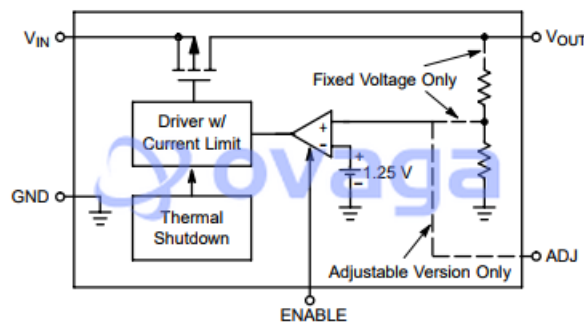 VIN
VOUT
Fixed Voltage Only
Driver w/
Current Limit
+
-
+
1.25 V
-
ovaga
GND
Thermal
Shutdown
Adjustable Version Only
ADJ
ENABLE